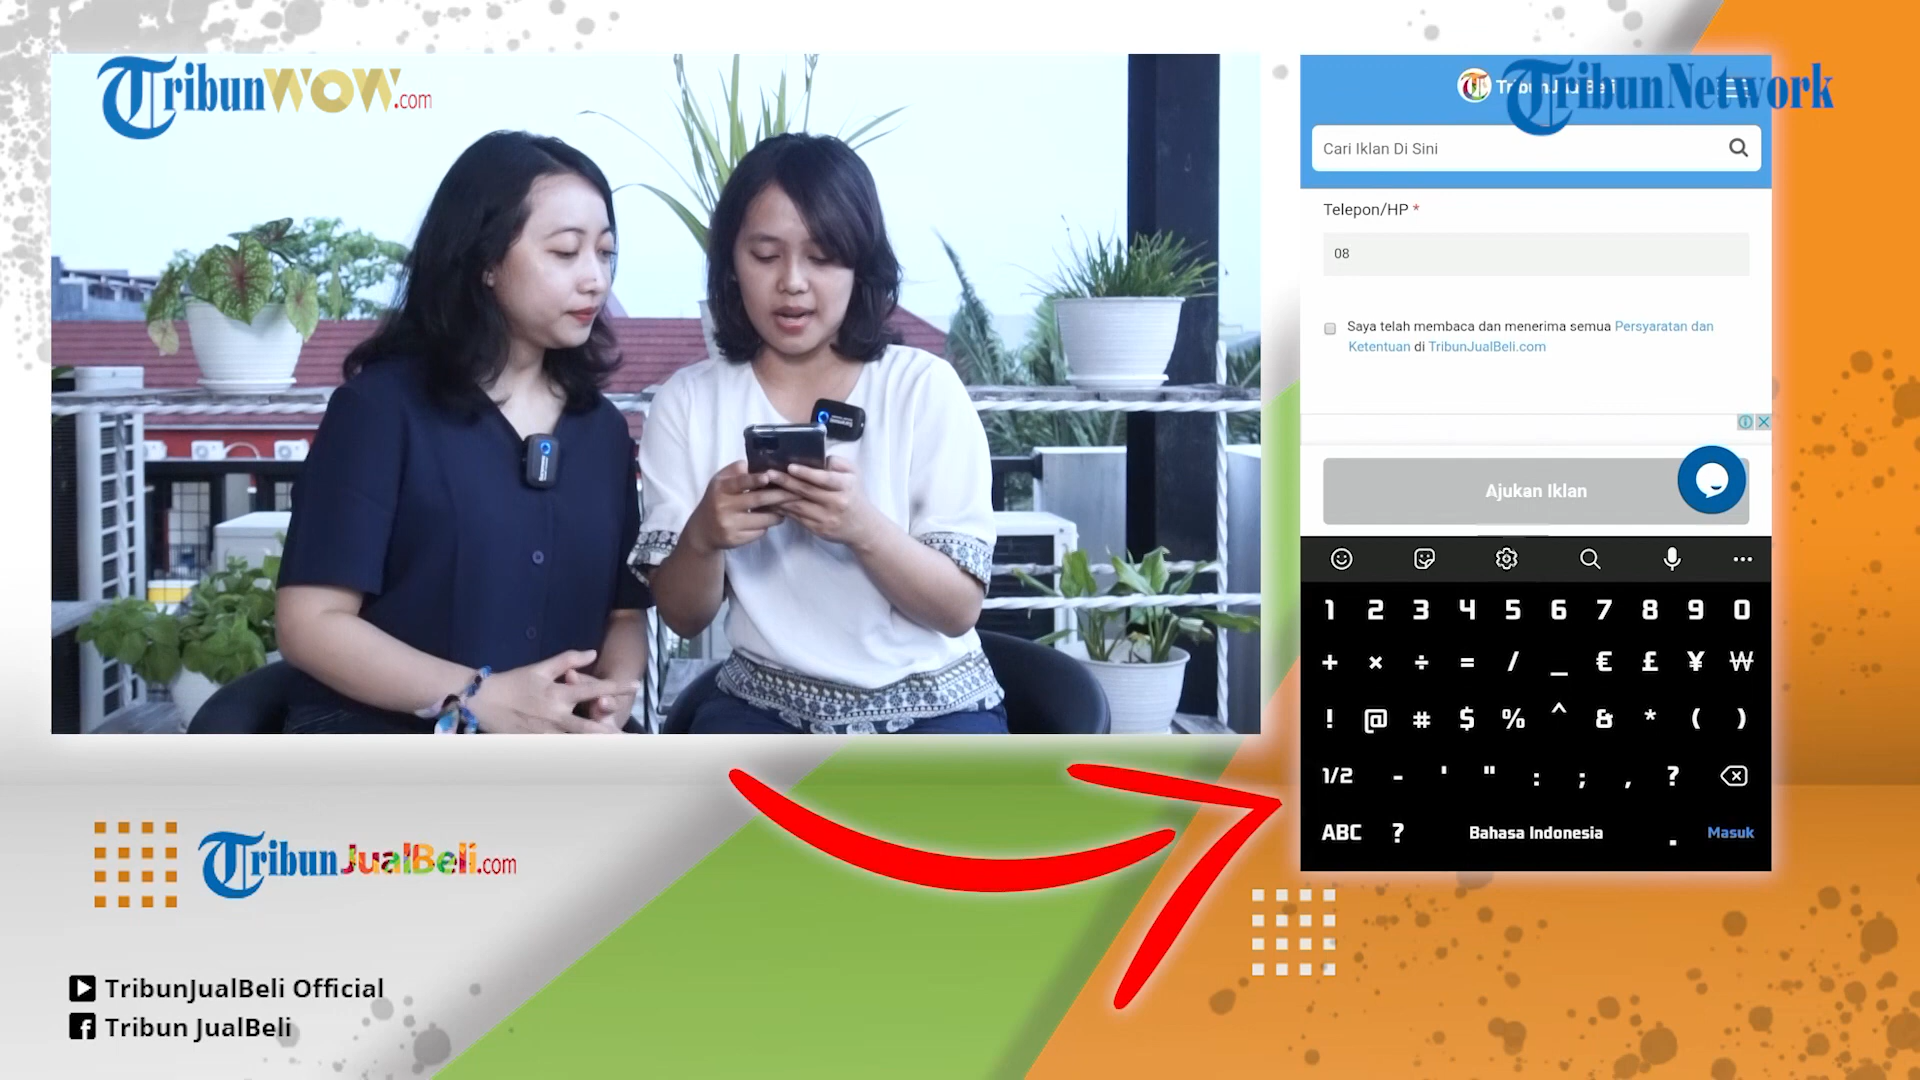 TribunWOW.com
TribunJualBeli
TribunNetwork
Cari Iklan Di Sini
Telepon/HP *
08
Saya telah membaca dan menerima semua Persyaratan dan
Ketentuan di TribunJualBeli.com
Ajukan Iklan
1 2 3 4 5 6 7 8 9 0
+ × ÷ = / _ € £ ¥ ₩
! @ # $ % ^ & * ( )
1/2 - ' " : ; , ?
ABC ? Bahasa Indonesia . Masuk
TribunJualBeli.com
TribunJualBeli Official
Tribun JualBeli